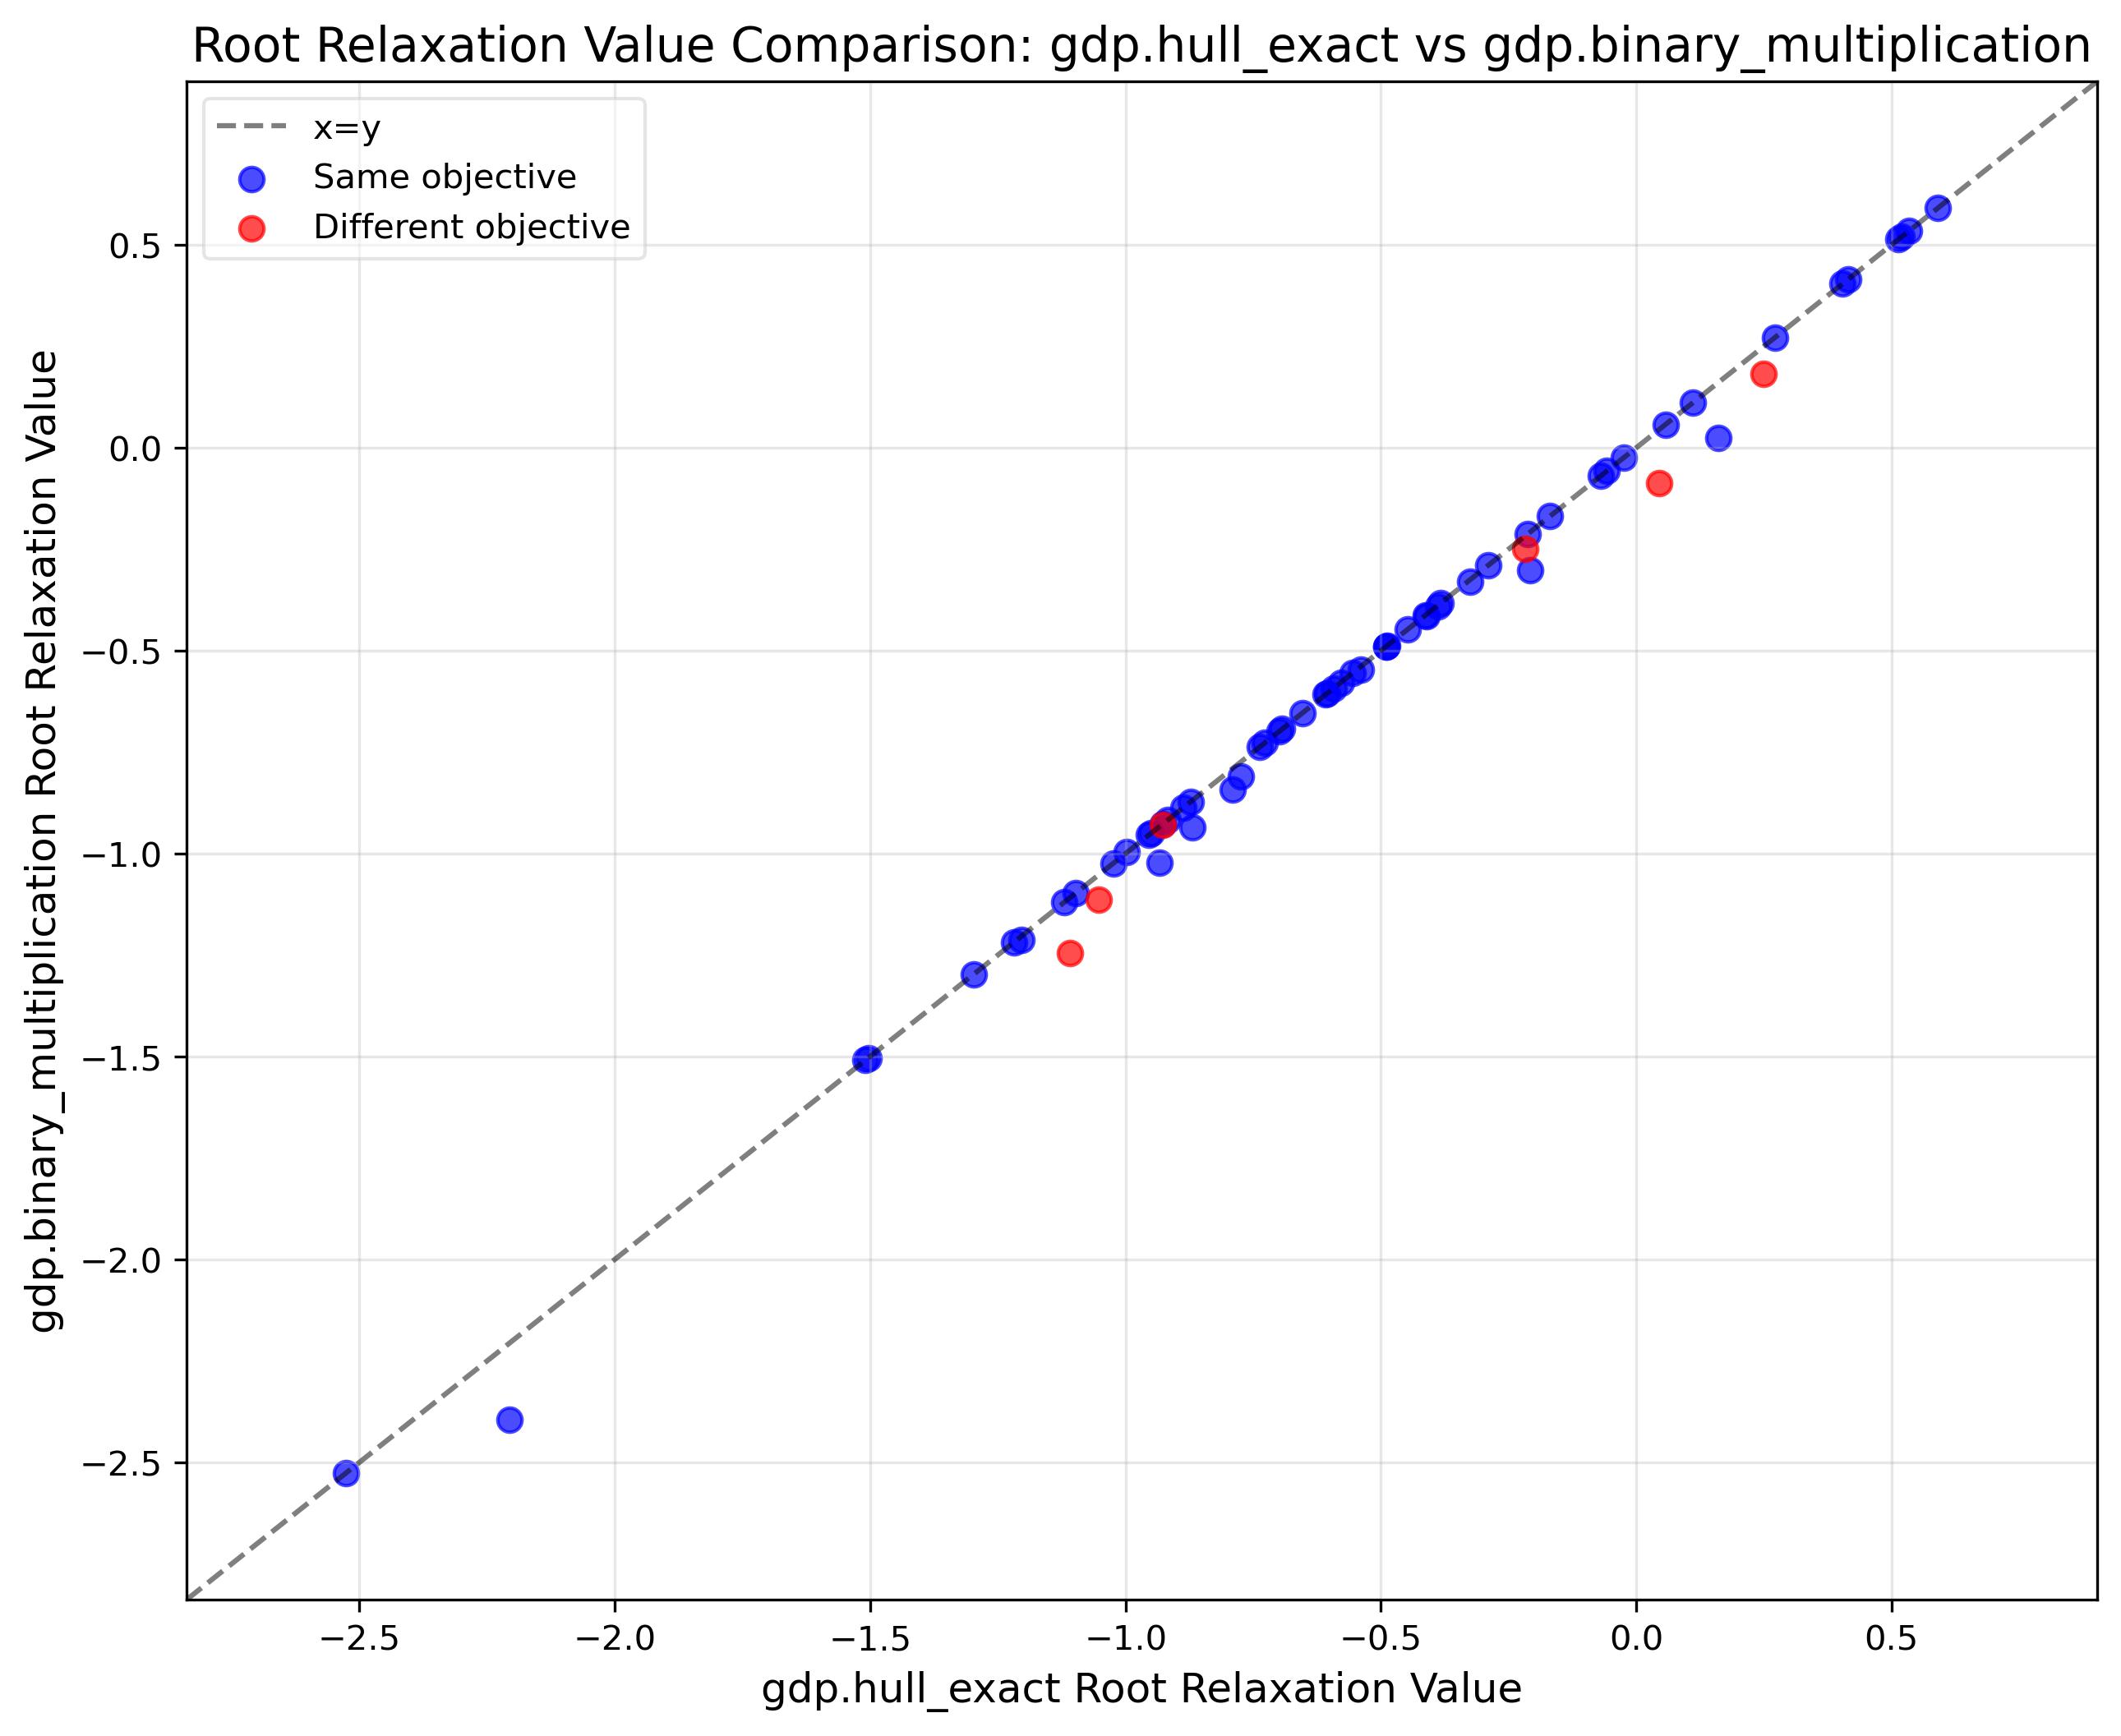 Root Relaxation Value Comparison: gdp.hull_exact vs gdp.binary_multiplication
x=y
Same objective
Different objective
gdp.binary_multiplication Root Relaxation Value
0.5
0.0
−0.5
−1.0
−1.5
−2.0
−2.5
−2.5 −2.0 −1.5 −1.0 −0.5 0.0 0.5
gdp.hull_exact Root Relaxation Value